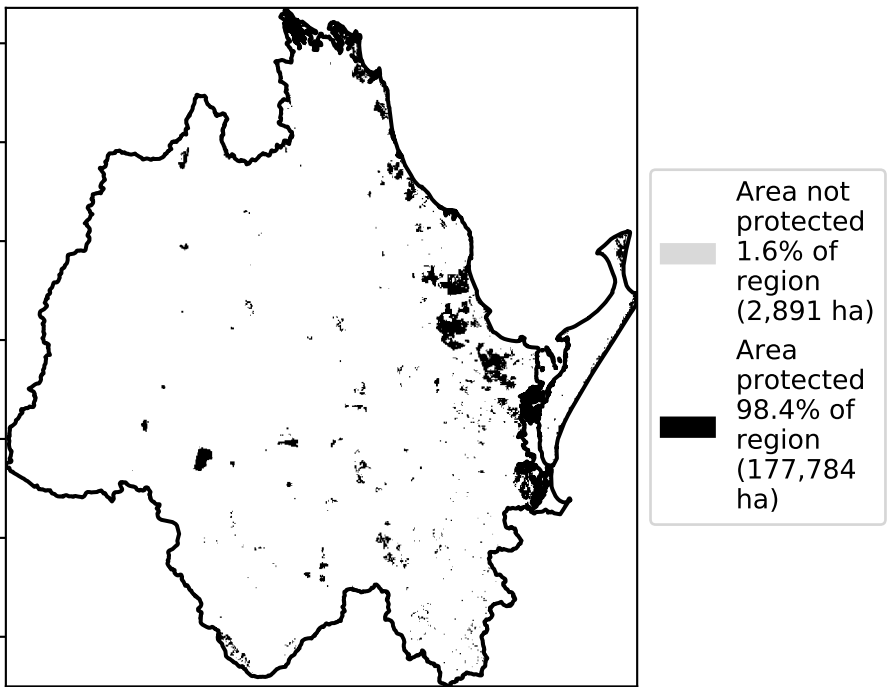 Area not
protected
1.6% of
region
(2,891 ha)
Area
protected
98.4% of
region
(177,784
ha)